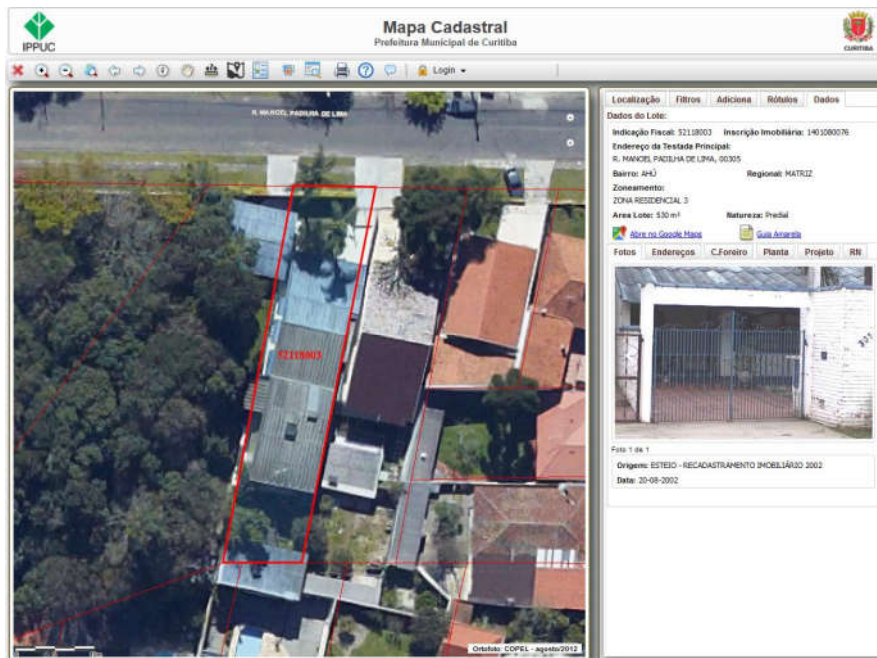 IPPUC
Mapa Cadastral
Prefeitura Municipal de Curitiba
CURITIBA
Login
R. MANOEL PADILHA DE LIMA
52118003
Ortofoto: COPEL - agosto/2012
Localização Filtros Adiciona Rótulos Dados
Dados do Lote:
Indicação Fiscal: 52118003 Inscrição Imobiliária: 1401080076
Endereço da Testada Principal:
R. MANOEL PADILHA DE LIMA, 00305
Bairro: AHÚ Regional: MATRIZ
Zoneamento:
ZONA RESIDENCIAL 3
Area Lote: 530 m² Natureza: Predial
Abre no Google Maps Guia Amarela
Fotos Endereços C.Foreiro Planta Projeto RN
Foto 1 de 1
Origem: ESTEIO - RECADASTRAMENTO IMOBILIÁRIO 2002
Data: 20-08-2002